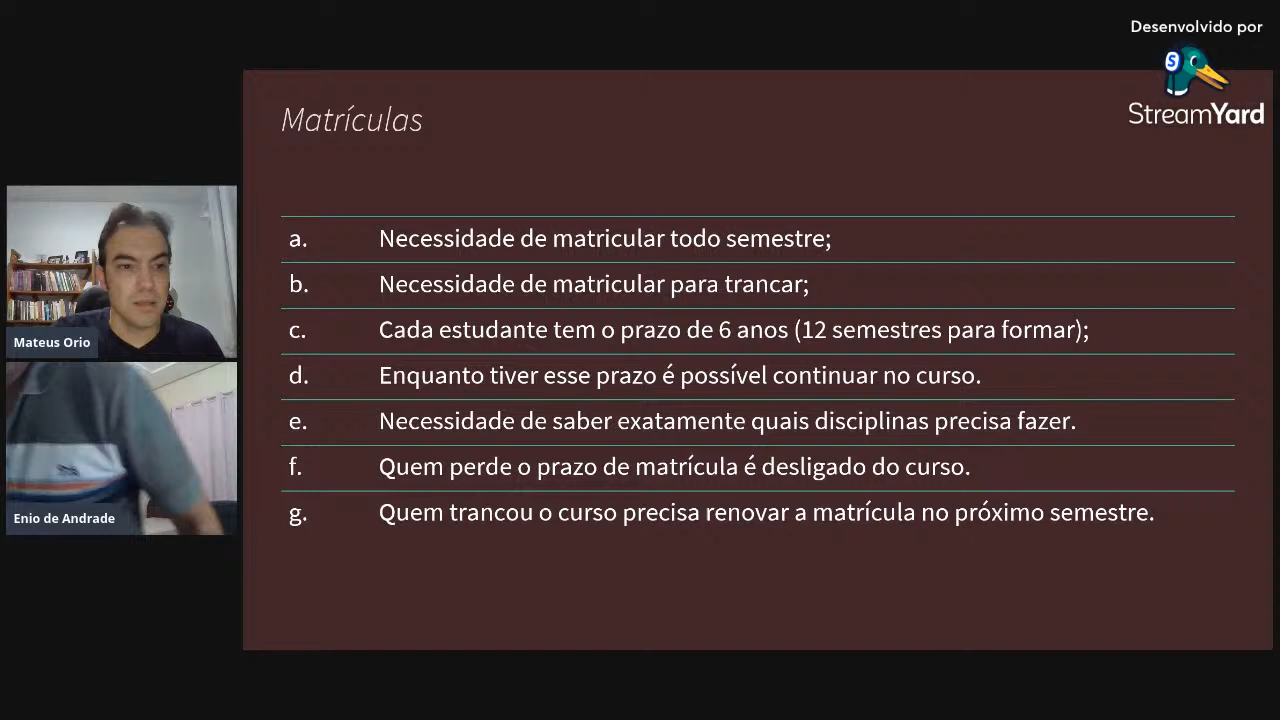 Desenvolvido por
StreamYard
Matrículas
a. Necessidade de matricular todo semestre;
b. Necessidade de matricular para trancar;
c. Cada estudante tem o prazo de 6 anos (12 semestres para formar);
d. Enquanto tiver esse prazo é possível continuar no curso.
e. Necessidade de saber exatamente quais disciplinas precisa fazer.
f. Quem perde o prazo de matrícula é desligado do curso.
g. Quem trancou o curso precisa renovar a matrícula no próximo semestre.
Mateus Orio
Enio de Andrade